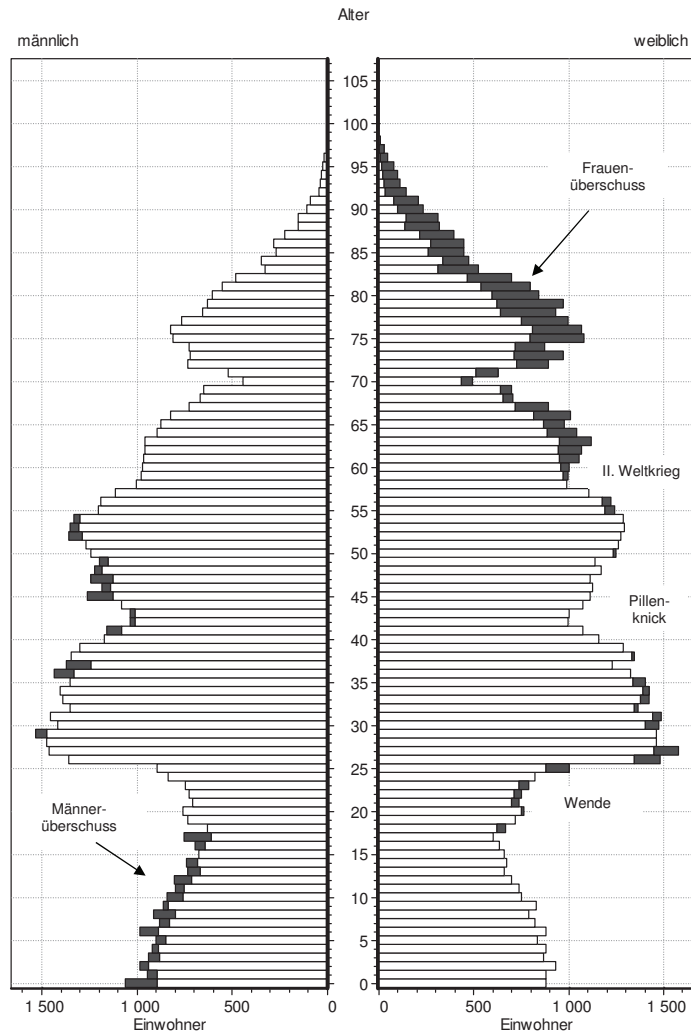 Alter
männlich
weiblich
105
100
95
90
85
80
75
70
65
60
55
50
45
40
35
30
25
20
15
10
5
0
Frauen-
überschuss
II. Weltkrieg
Pillen-
knick
Wende
Männer-
überschuss
1 500 1 000 500 0
0 500 1 000 1 500
Einwohner
Einwohner